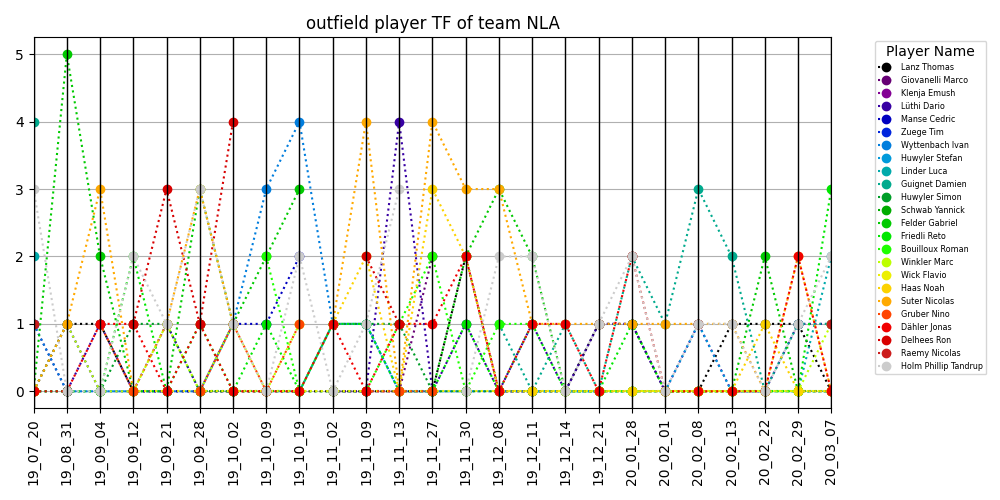 outfield player TF of team NLA
5
4
3
2
1
0
19_07_20
19_08_31
19_09_04
19_09_12
19_09_21
19_09_28
19_10_02
19_10_09
19_10_19
19_11_02
19_11_09
19_11_13
19_11_27
19_11_30
19_12_08
19_12_11
19_12_14
19_12_21
20_01_28
20_02_01
20_02_08
20_02_13
20_02_22
20_02_29
20_03_07
Player Name
Lanz Thomas
Giovanelli Marco
Klenja Emush
Lüthi Dario
Manse Cedric
Zuege Tim
Wyttenbach Ivan
Huwyler Stefan
Linder Luca
Guignet Damien
Huwyler Simon
Schwab Yannick
Felder Gabriel
Friedli Reto
Bouilloux Roman
Winkler Marc
Wick Flavio
Haas Noah
Suter Nicolas
Gruber Nino
Dähler Jonas
Delhees Ron
Raemy Nicolas
Holm Phillip Tandrup